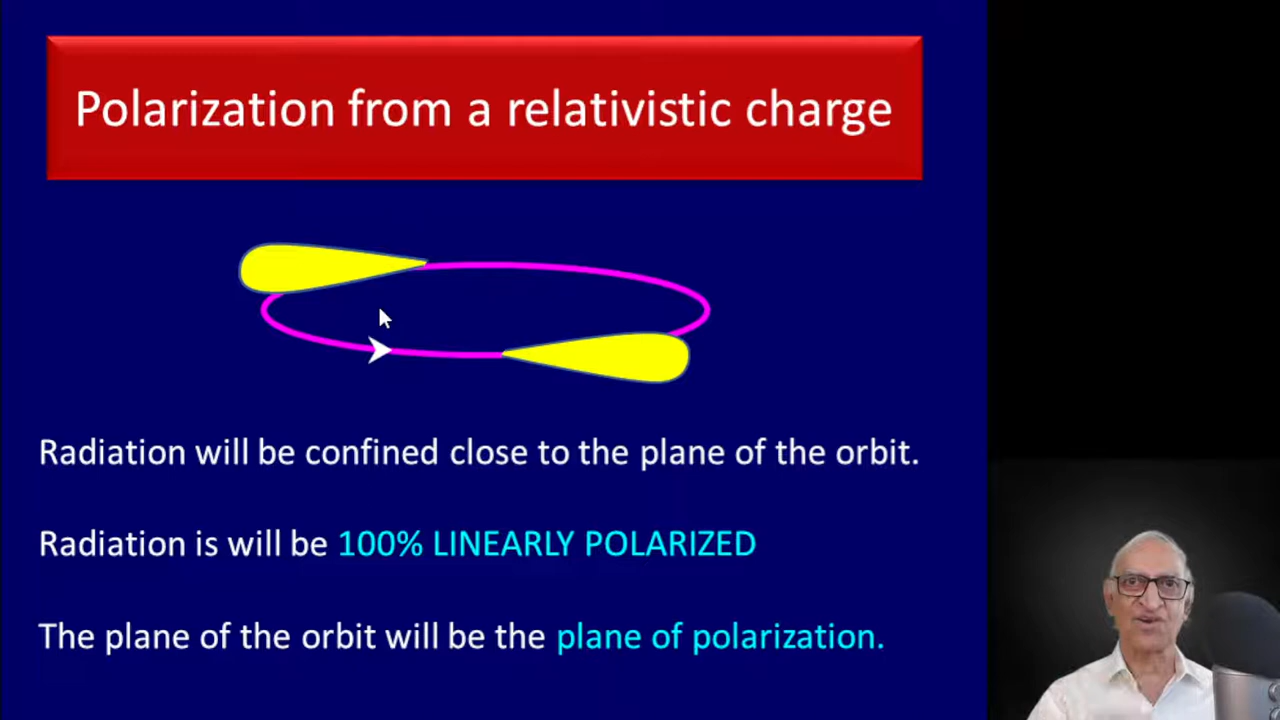 Polarization from a relativistic charge
Radiation will be confined close to the plane of the orbit.
Radiation is will be 100% LINEARLY POLARIZED
The plane of the orbit will be the plane of polarization.